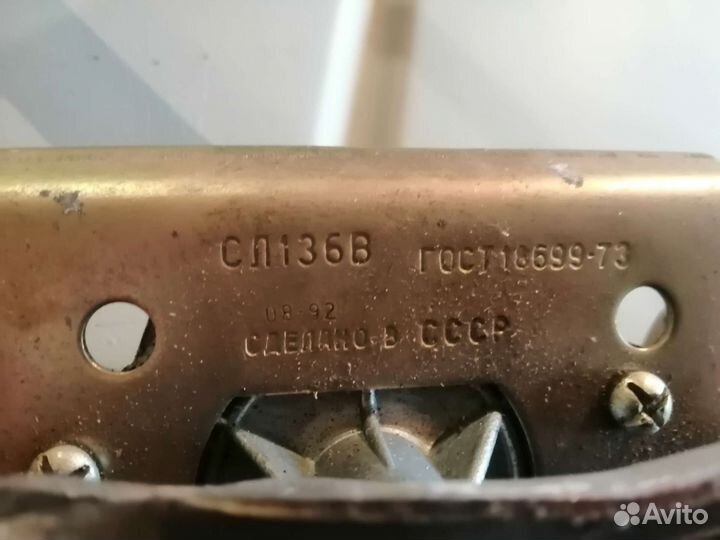 СЛ136В ГОСТ18699-73
08-92
СДЕЛАНО-В СССР
Avito